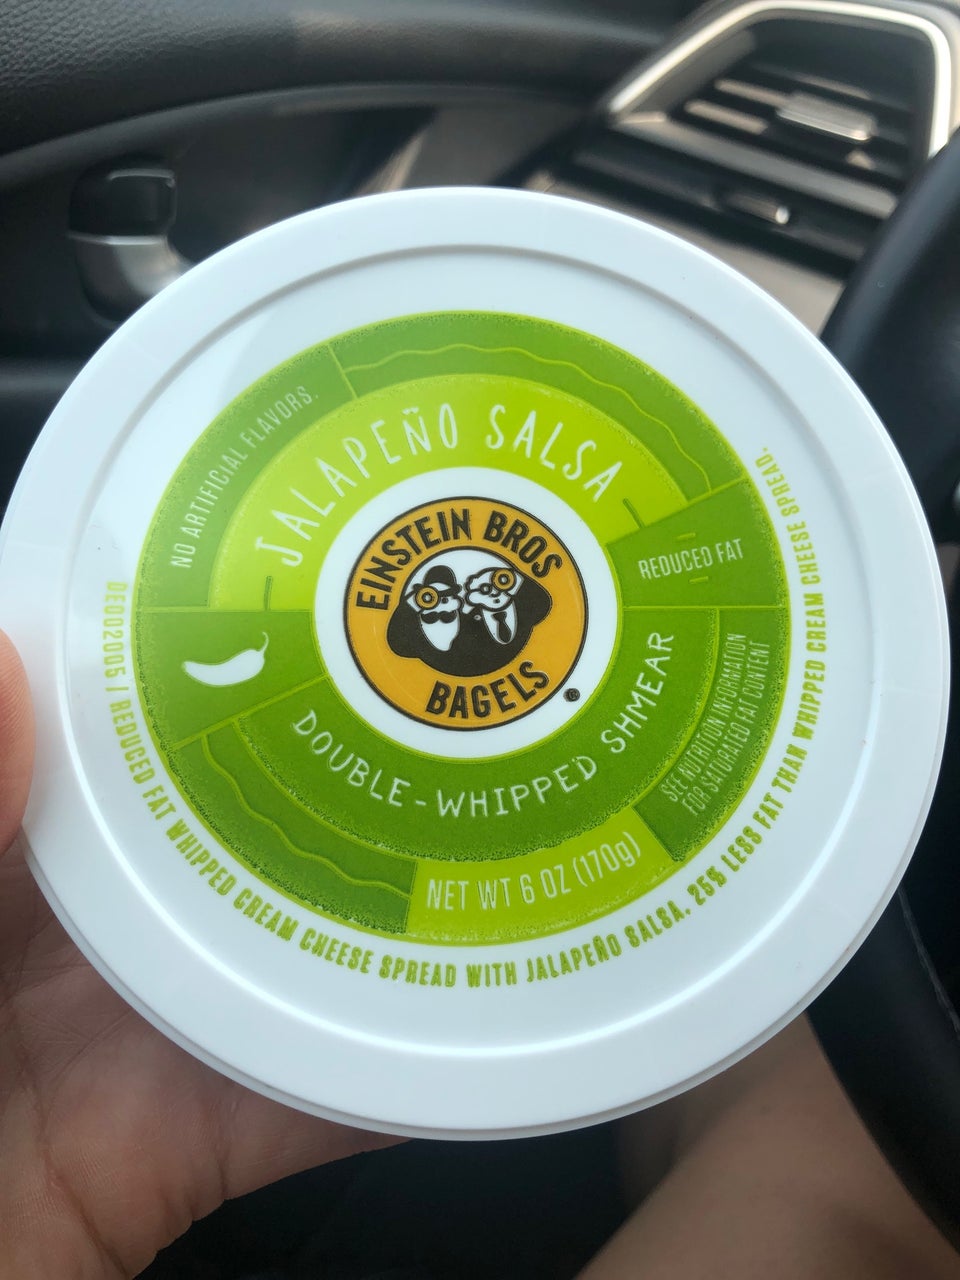 NO ARTIFICIAL FLAVORS.
JALAPEÑO SALSA
REDUCED FAT
EINSTEIN BROS
BAGELS
®
DOUBLE-WHIPPED SHMEAR
SEE NUTRITION INFORMATION
FOR SATURATED FAT CONTENT
NET WT 6 OZ (170g)
DE02005 / REDUCED FAT WHIPPED CREAM CHEESE SPREAD WITH JALAPEÑO SALSA. 25% LESS FAT THAN WHIPPED CREAM CHEESE SPREAD.